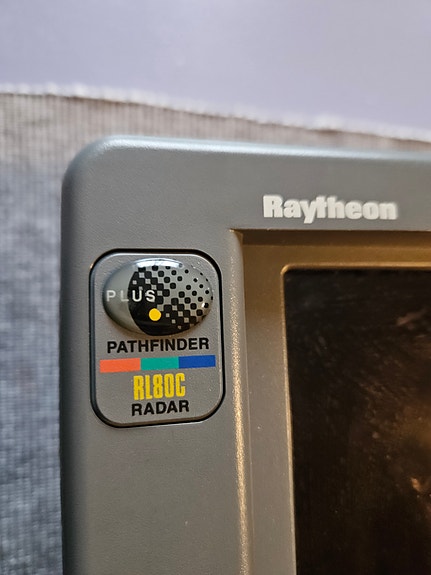 Raytheon
PLUS
PATHFINDER
RL80C
RADAR